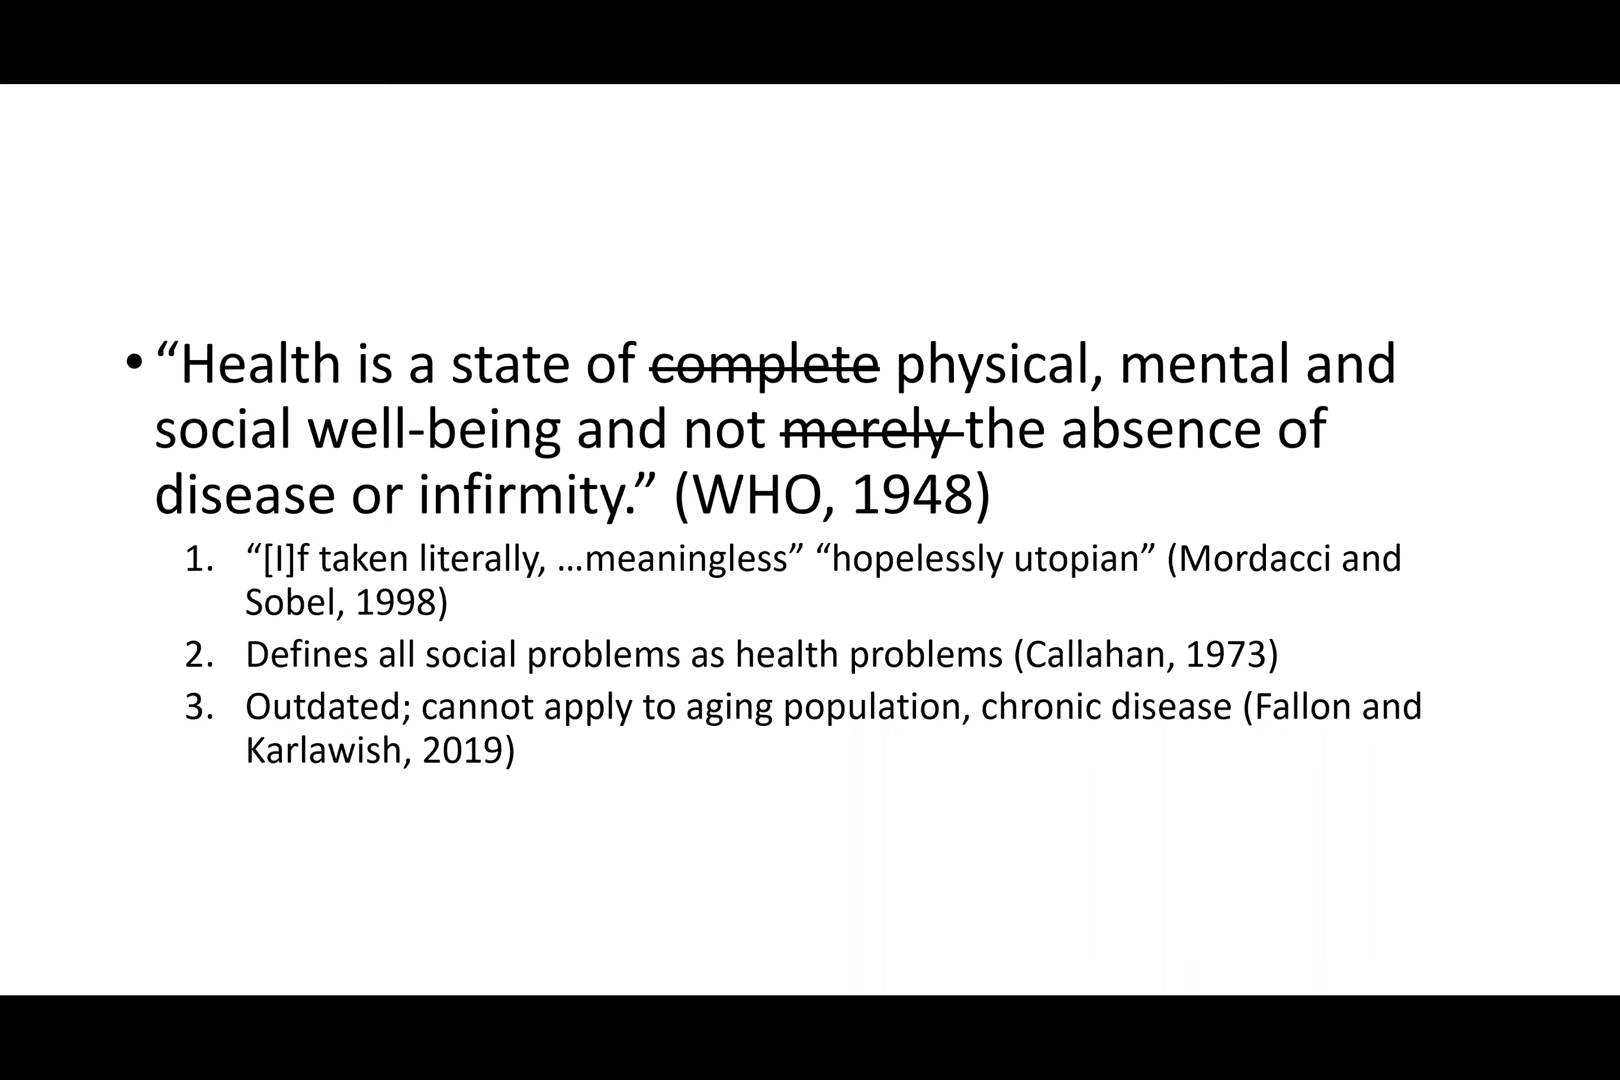 • “Health is a state of complete physical, mental and
social well-being and not merely the absence of
disease or infirmity.” (WHO, 1948)
1. “[I]f taken literally, …meaningless” “hopelessly utopian” (Mordacci and
Sobel, 1998)
2. Defines all social problems as health problems (Callahan, 1973)
3. Outdated; cannot apply to aging population, chronic disease (Fallon and
Karlawish, 2019)